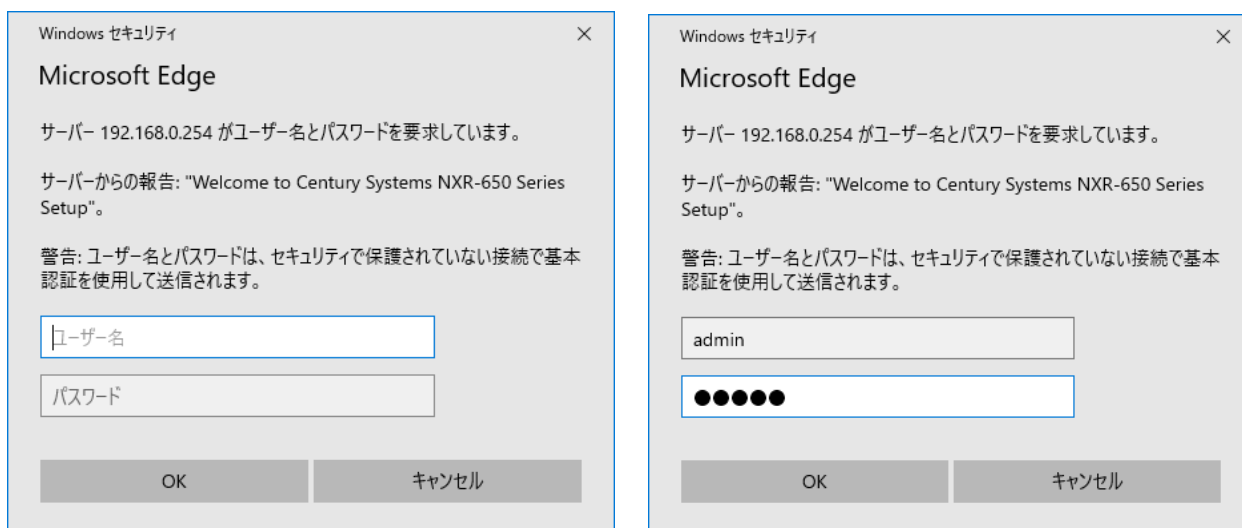 Windows セキュリティ
Microsoft Edge
サーバー 192.168.0.254 がユーザー名とパスワードを要求しています。
サーバーからの報告: "Welcome to Century Systems NXR-650 Series
Setup"。
警告: ユーザー名とパスワードは、セキュリティで保護されていない接続で基本
認証を使用して送信されます。
ユーザー名
パスワード
OK
キャンセル
Windows セキュリティ
Microsoft Edge
サーバー 192.168.0.254 がユーザー名とパスワードを要求しています。
サーバーからの報告: "Welcome to Century Systems NXR-650 Series
Setup"。
警告: ユーザー名とパスワードは、セキュリティで保護されていない接続で基本
認証を使用して送信されます。
admin
●●●●●
OK
キャンセル